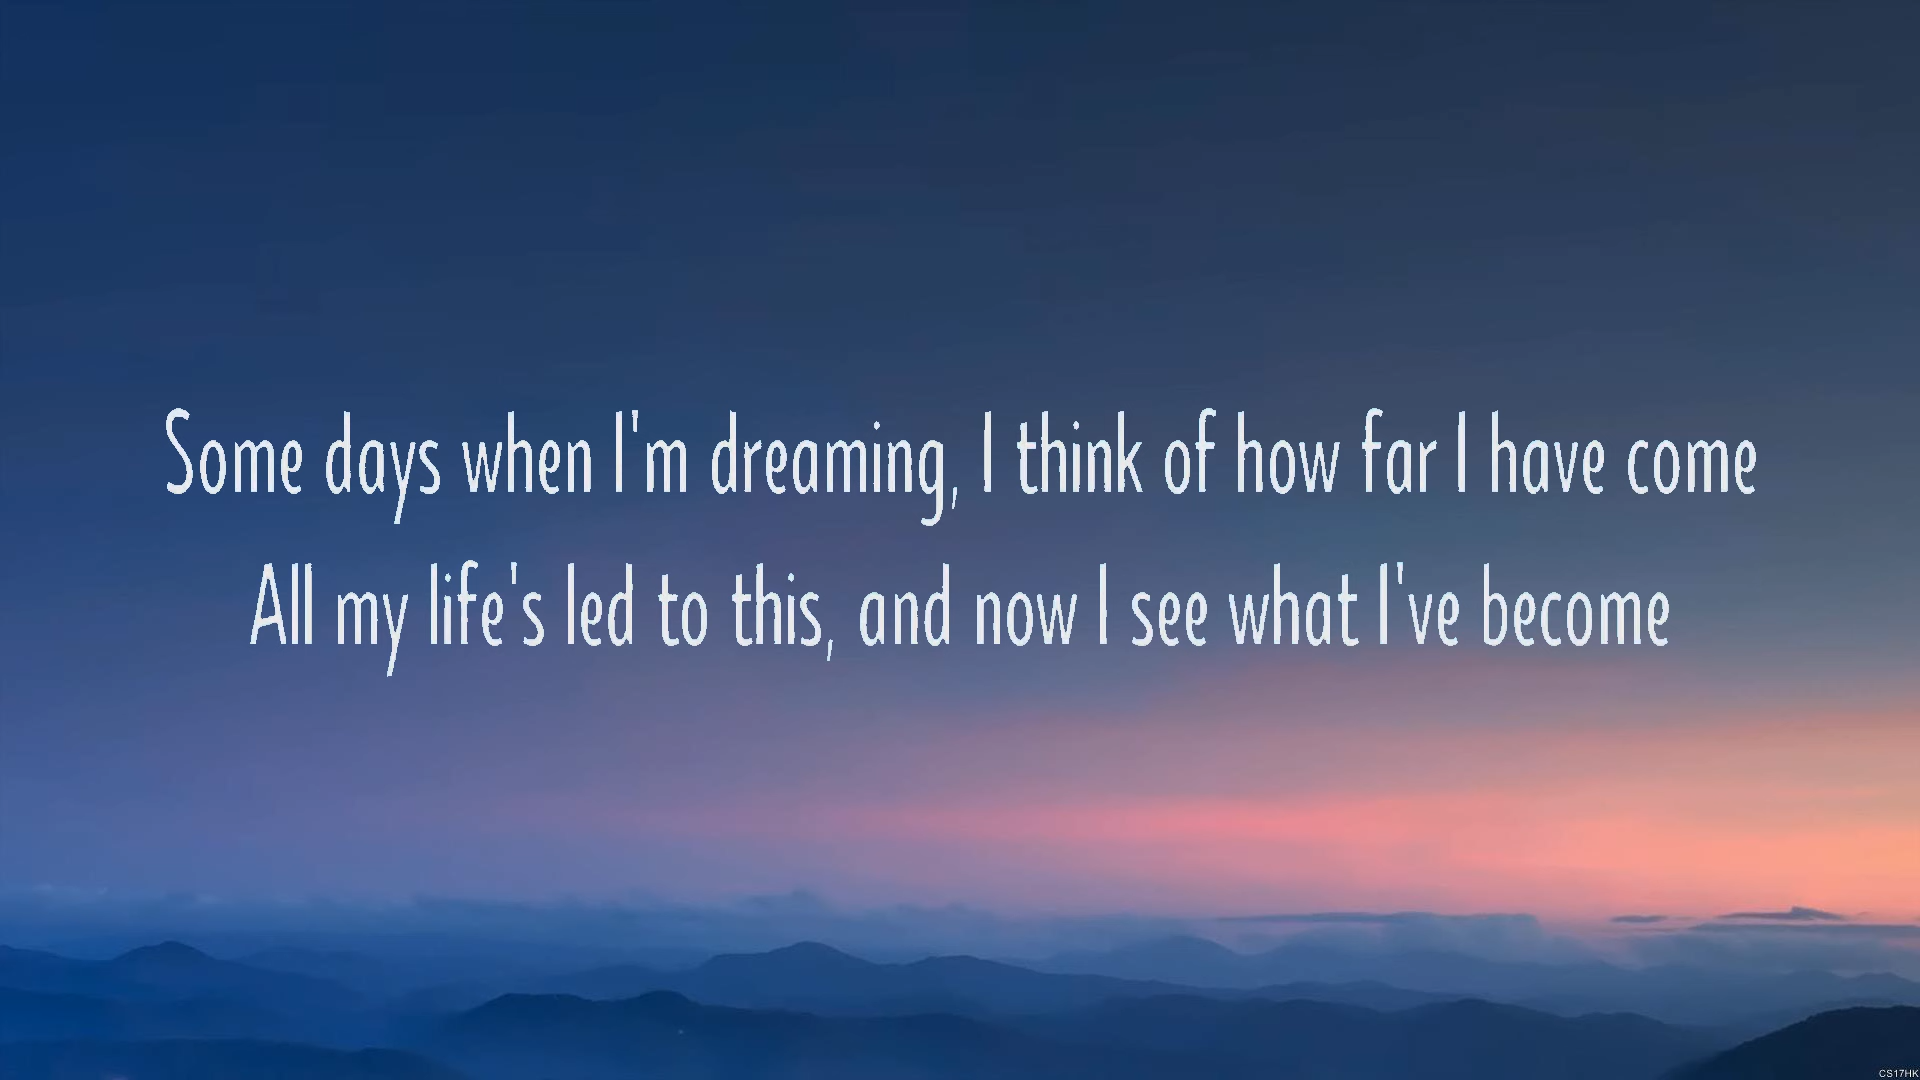 Some days when I'm dreaming, I think of how far I have come
All my life's led to this, and now I see what I've become
CS17HK